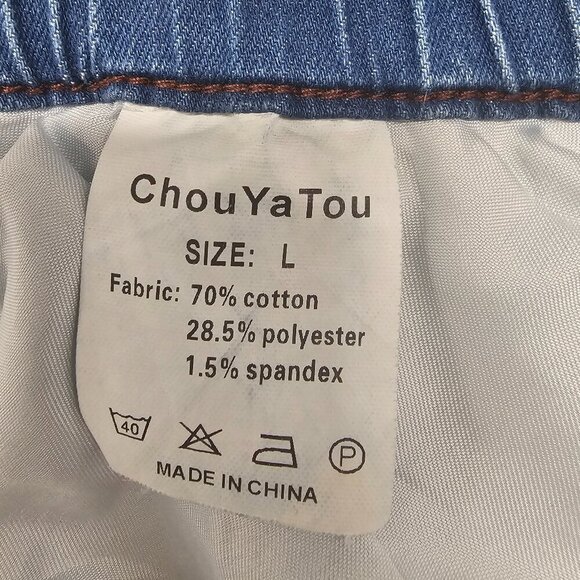 ChouYaTou
SIZE: L
Fabric: 70% cotton
28.5% polyester
1.5% spandex
40
P
MADE IN CHINA